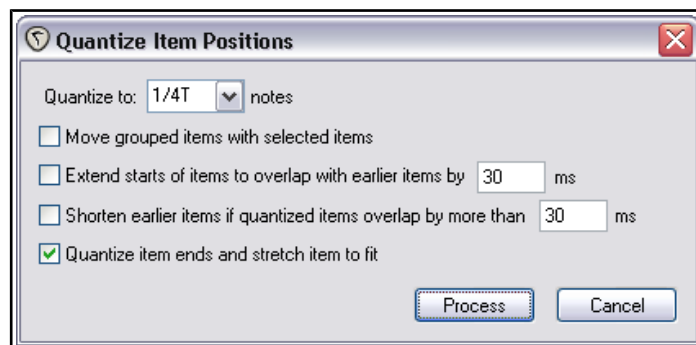 Quantize Item Positions
Quantize to: 1/4T notes
Move grouped items with selected items
Extend starts of items to overlap with earlier items by 30 ms
Shorten earlier items if quantized items overlap by more than 30 ms
Quantize item ends and stretch item to fit
Process Cancel